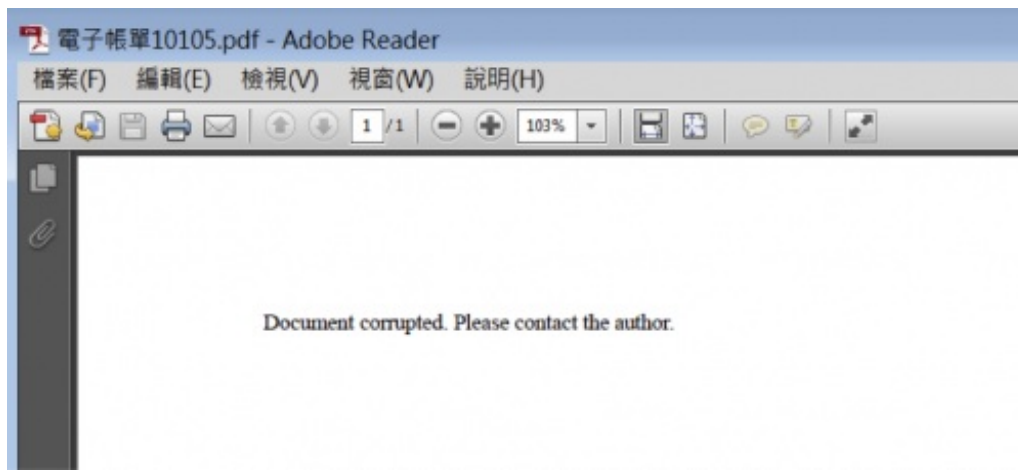 電子帳單10105.pdf - Adobe Reader
檔案(F) 編輯(E) 檢視(V) 視窗(W) 說明(H)
1 /1 103%
Document corrupted. Please contact the author.